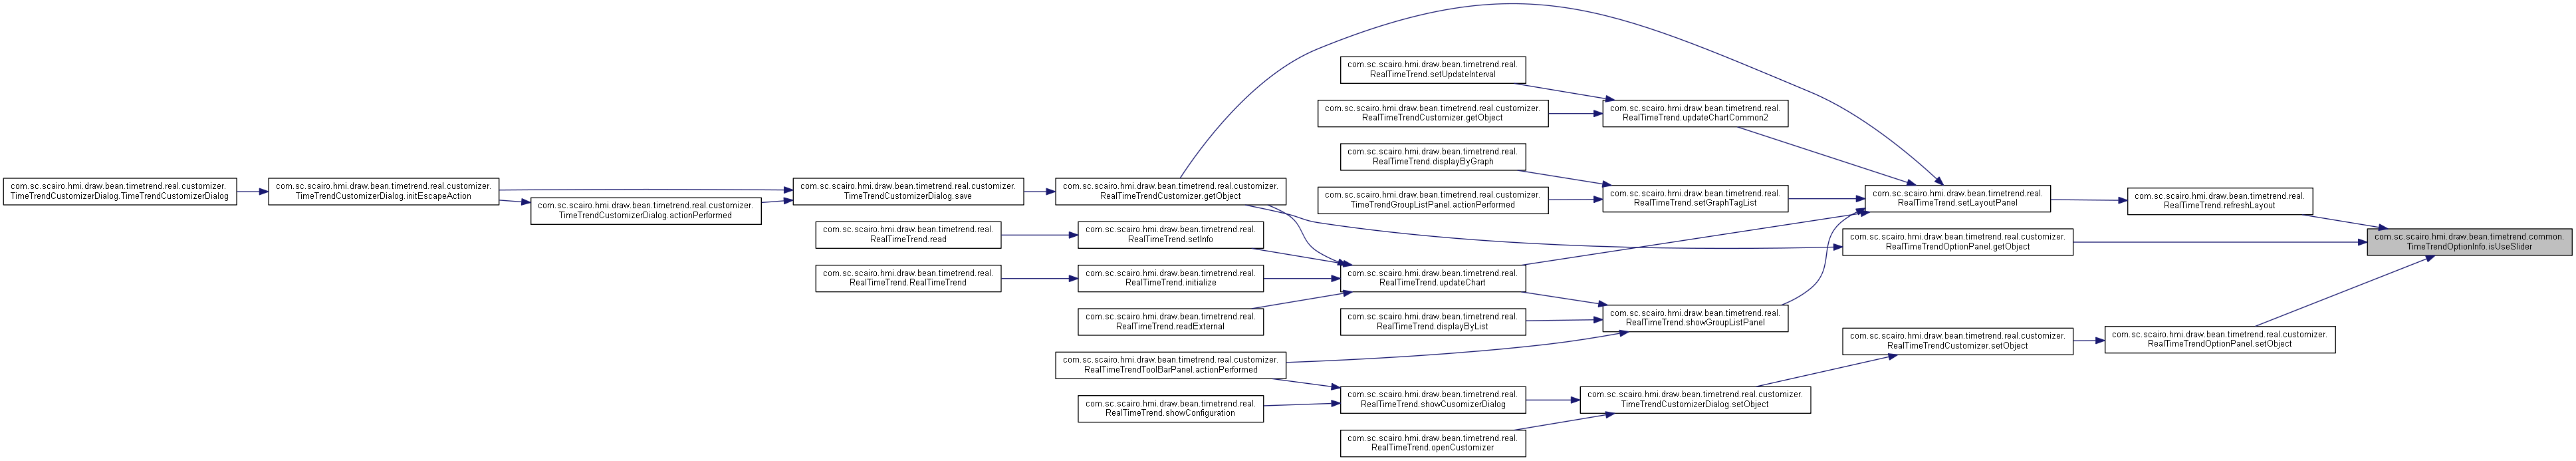 com.sc.scairo.hmi.draw.bean.timetrend.real.customizer.
TimeTrendCustomizerDialog.TimeTrendCustomizerDialog
com.sc.scairo.hmi.draw.bean.timetrend.real.customizer.
TimeTrendCustomizerDialog.initEscapeAction
com.sc.scairo.hmi.draw.bean.timetrend.real.customizer.
TimeTrendCustomizerDialog.actionPerformed
com.sc.scairo.hmi.draw.bean.timetrend.real.customizer.
TimeTrendCustomizerDialog.save
com.sc.scairo.hmi.draw.bean.timetrend.real.
RealTimeTrend.read
com.sc.scairo.hmi.draw.bean.timetrend.real.
RealTimeTrend.RealTimeTrend
com.sc.scairo.hmi.draw.bean.timetrend.real.customizer.
RealTimeTrendCustomizer.getObject
com.sc.scairo.hmi.draw.bean.timetrend.real.
RealTimeTrend.setInfo
com.sc.scairo.hmi.draw.bean.timetrend.real.
RealTimeTrend.initialize
com.sc.scairo.hmi.draw.bean.timetrend.real.
RealTimeTrend.readExternal
com.sc.scairo.hmi.draw.bean.timetrend.real.customizer.
RealTimeTrendToolBarPanel.actionPerformed
com.sc.scairo.hmi.draw.bean.timetrend.real.
RealTimeTrend.showConfiguration
com.sc.scairo.hmi.draw.bean.timetrend.real.
RealTimeTrend.setUpdateInterval
com.sc.scairo.hmi.draw.bean.timetrend.real.customizer.
RealTimeTrendCustomizer.getObject
com.sc.scairo.hmi.draw.bean.timetrend.real.
RealTimeTrend.displayByGraph
com.sc.scairo.hmi.draw.bean.timetrend.real.customizer.
TimeTrendGroupListPanel.actionPerformed
com.sc.scairo.hmi.draw.bean.timetrend.real.
RealTimeTrend.updateChart
com.sc.scairo.hmi.draw.bean.timetrend.real.
RealTimeTrend.displayByList
com.sc.scairo.hmi.draw.bean.timetrend.real.
RealTimeTrend.showCusomizerDialog
com.sc.scairo.hmi.draw.bean.timetrend.real.
RealTimeTrend.openCustomizer
com.sc.scairo.hmi.draw.bean.timetrend.real.
RealTimeTrend.updateChartCommon2
com.sc.scairo.hmi.draw.bean.timetrend.real.
RealTimeTrend.setGraphTagList
com.sc.scairo.hmi.draw.bean.timetrend.real.
RealTimeTrend.showGroupListPanel
com.sc.scairo.hmi.draw.bean.timetrend.real.customizer.
TimeTrendCustomizerDialog.setObject
com.sc.scairo.hmi.draw.bean.timetrend.real.
RealTimeTrend.setLayoutPanel
com.sc.scairo.hmi.draw.bean.timetrend.real.customizer.
RealTimeTrendOptionPanel.getObject
com.sc.scairo.hmi.draw.bean.timetrend.real.customizer.
RealTimeTrendCustomizer.setObject
com.sc.scairo.hmi.draw.bean.timetrend.real.
RealTimeTrend.refreshLayout
com.sc.scairo.hmi.draw.bean.timetrend.real.customizer.
RealTimeTrendOptionPanel.setObject
com.sc.scairo.hmi.draw.bean.timetrend.common.
TimeTrendOptionInfo.isUseSlider